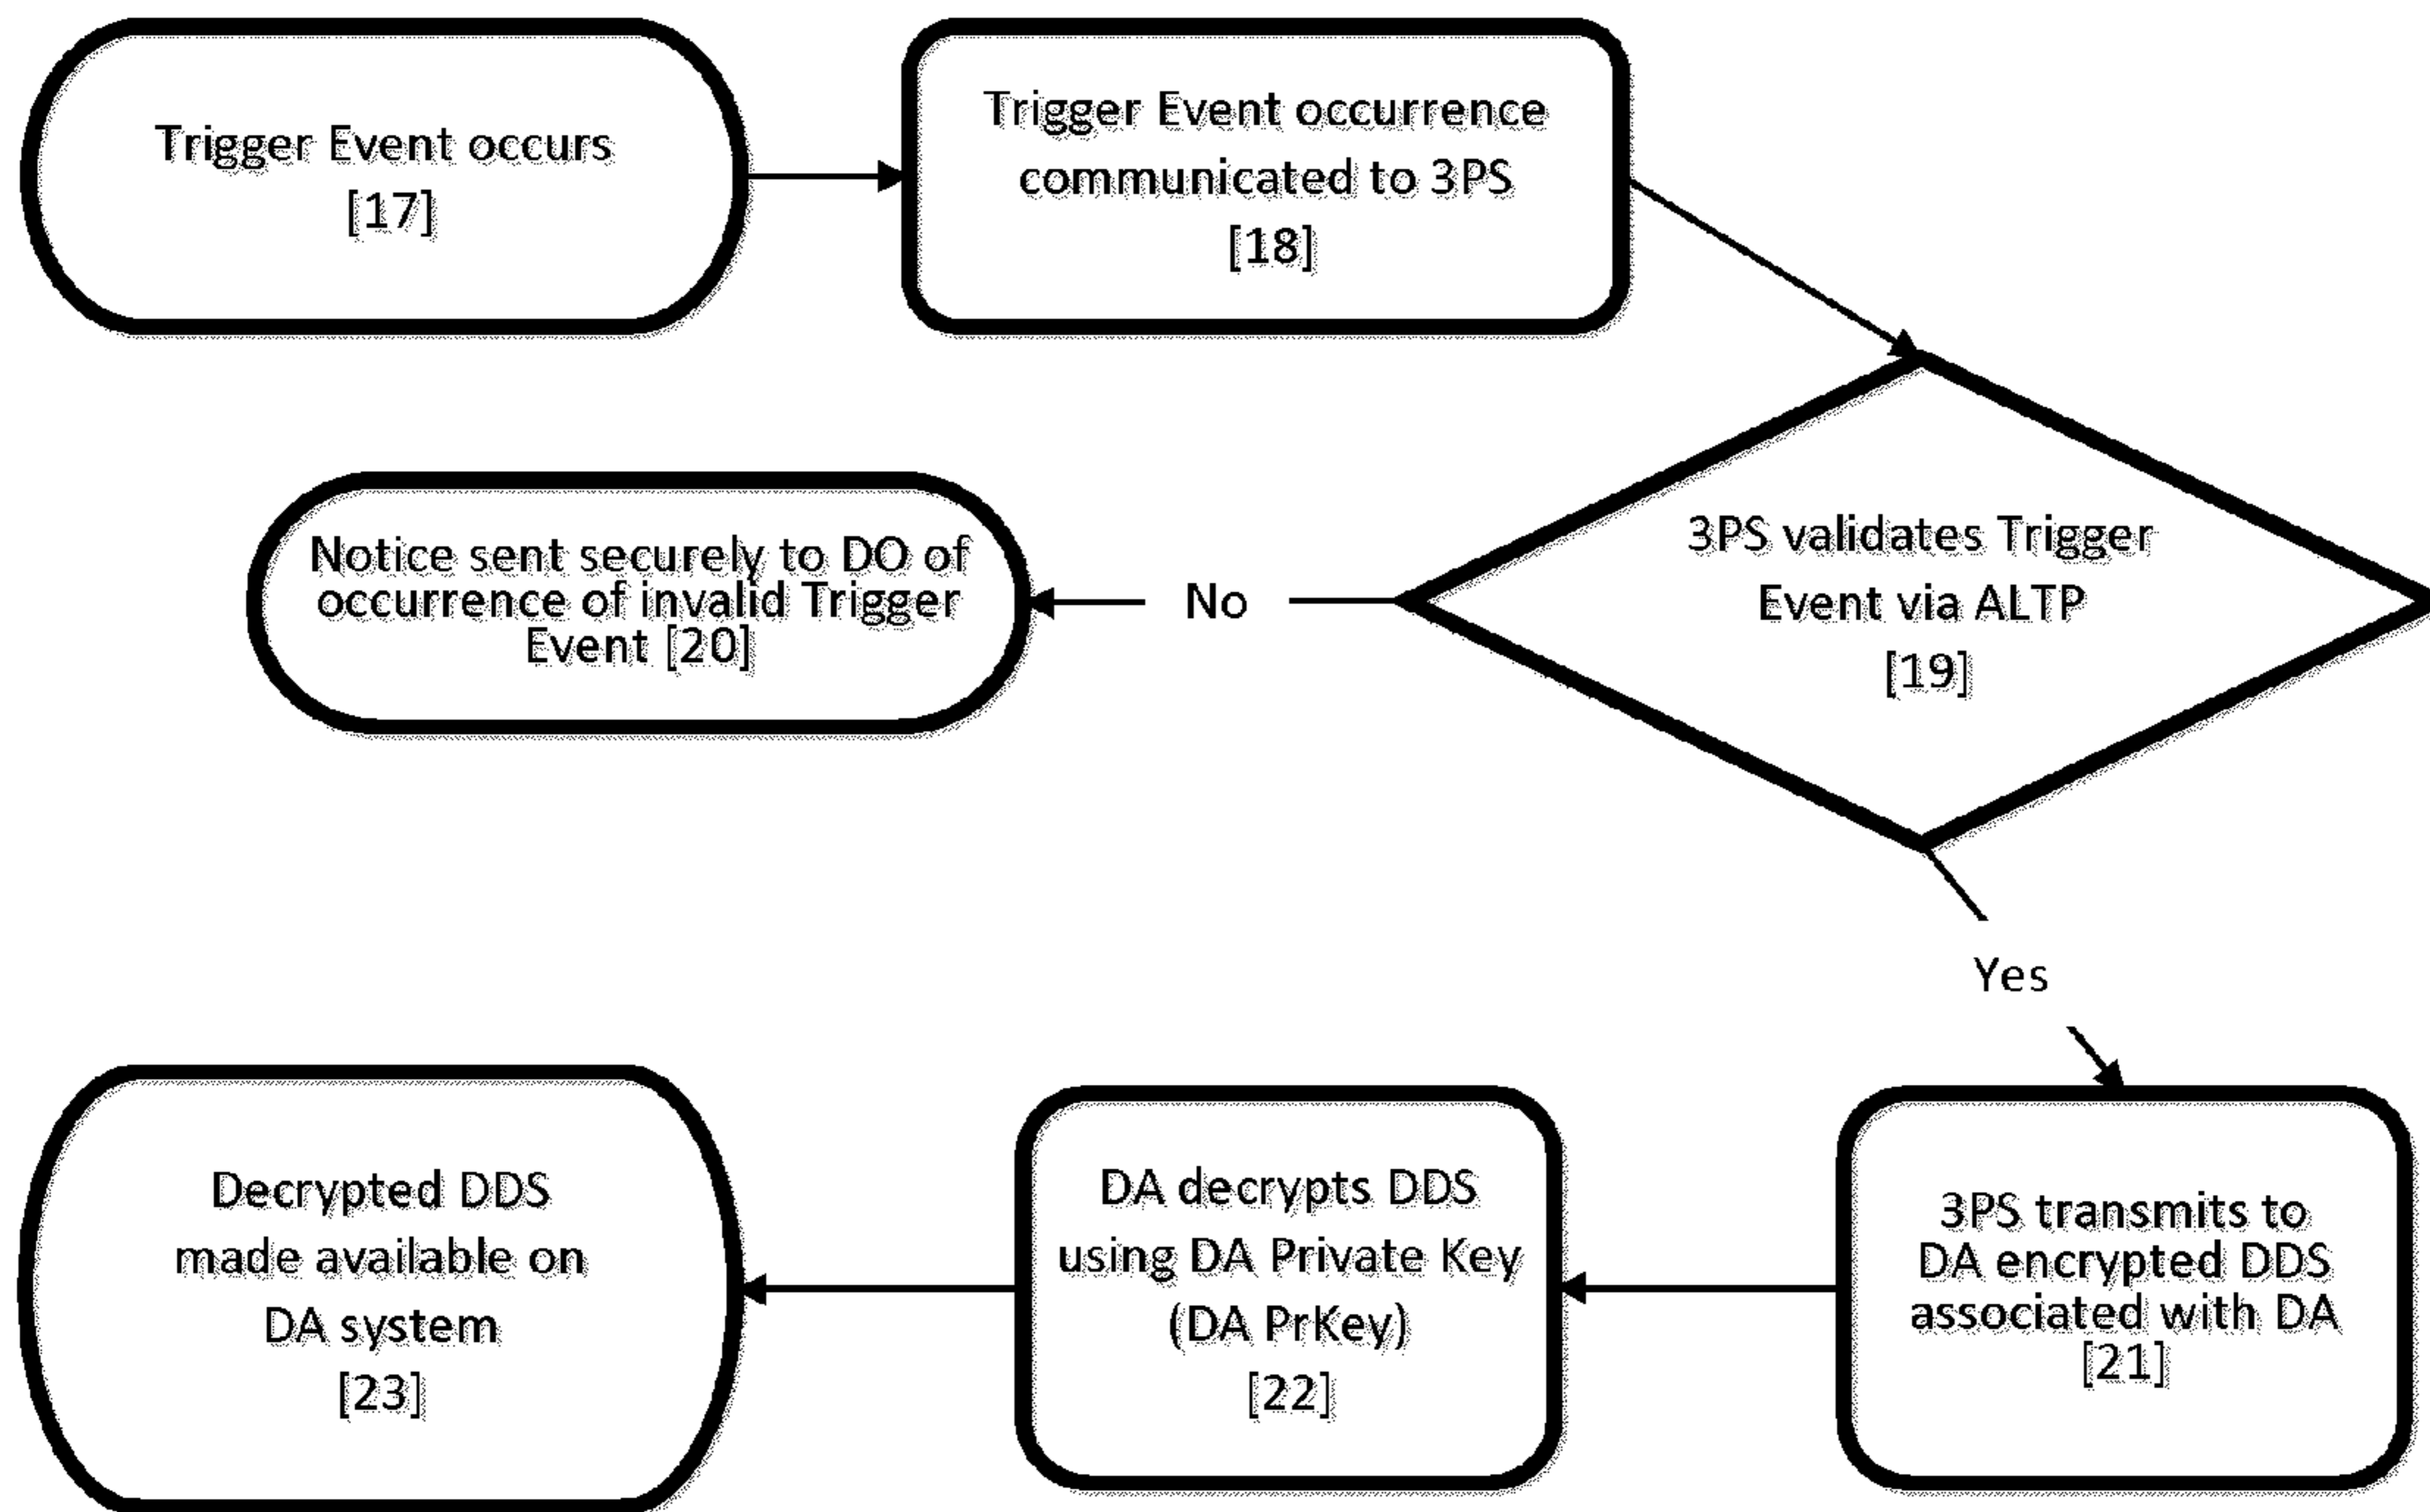 Trigger Event occurs
[17]
Trigger Event occurrence
communicated to 3PS
[18]
3PS validates Trigger
Event via ALTP
[19]
No
Notice sent securely to DO of
occurrence of invalid Trigger
Event [20]
Yes
3PS transmits to
DA encrypted DDS
associated with DA
[21]
DA decrypts DDS
using DA Private Key
(DA PrKey)
[22]
Decrypted DDS
made available on
DA system
[23]